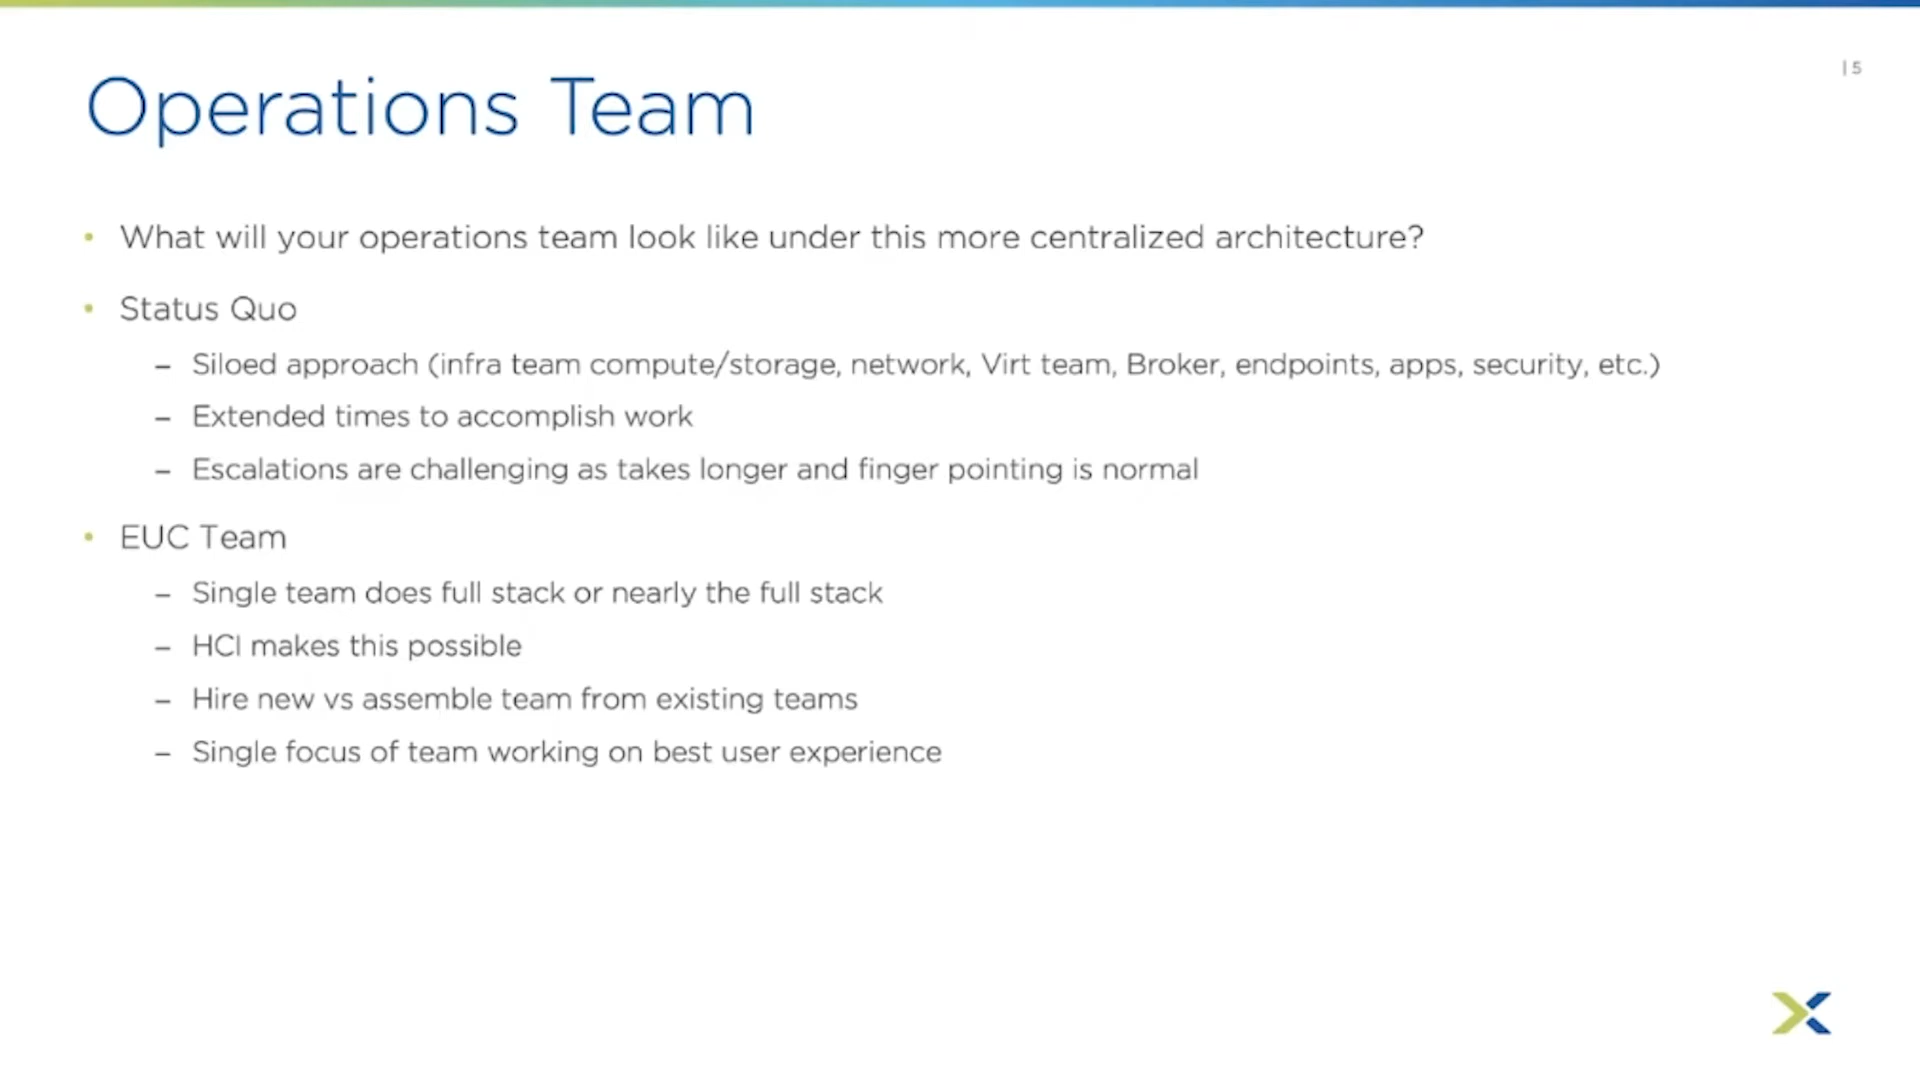 | 5
Operations Team
• What will your operations team look like under this more centralized architecture?
• Status Quo
– Siloed approach (infra team compute/storage, network, Virt team, Broker, endpoints, apps, security, etc.)
– Extended times to accomplish work
– Escalations are challenging as takes longer and finger pointing is normal
• EUC Team
– Single team does full stack or nearly the full stack
– HCI makes this possible
– Hire new vs assemble team from existing teams
– Single focus of team working on best user experience